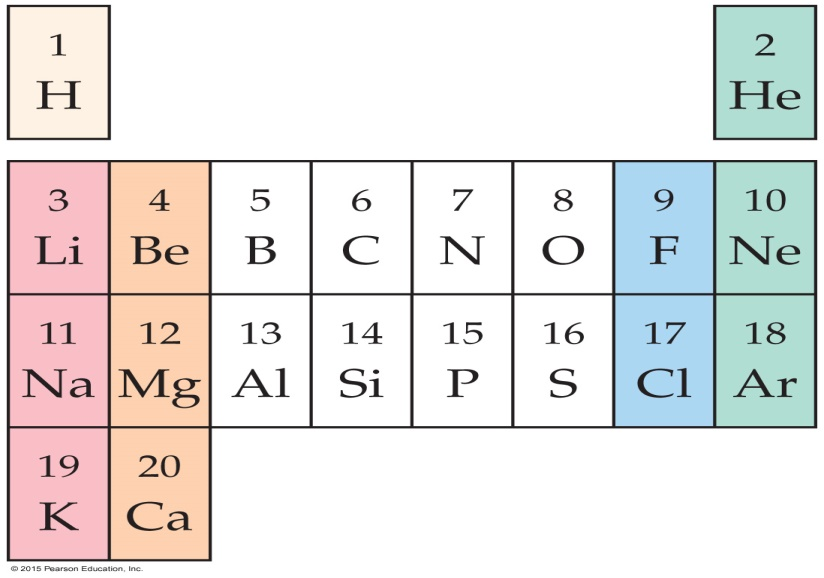 1 2
H He
3 4 5 6 7 8 9 10
Li Be B C N O F Ne
11 12 13 14 15 16 17 18
Na Mg Al Si P S Cl Ar
19 20
K Ca
© 2015 Pearson Education, Inc.